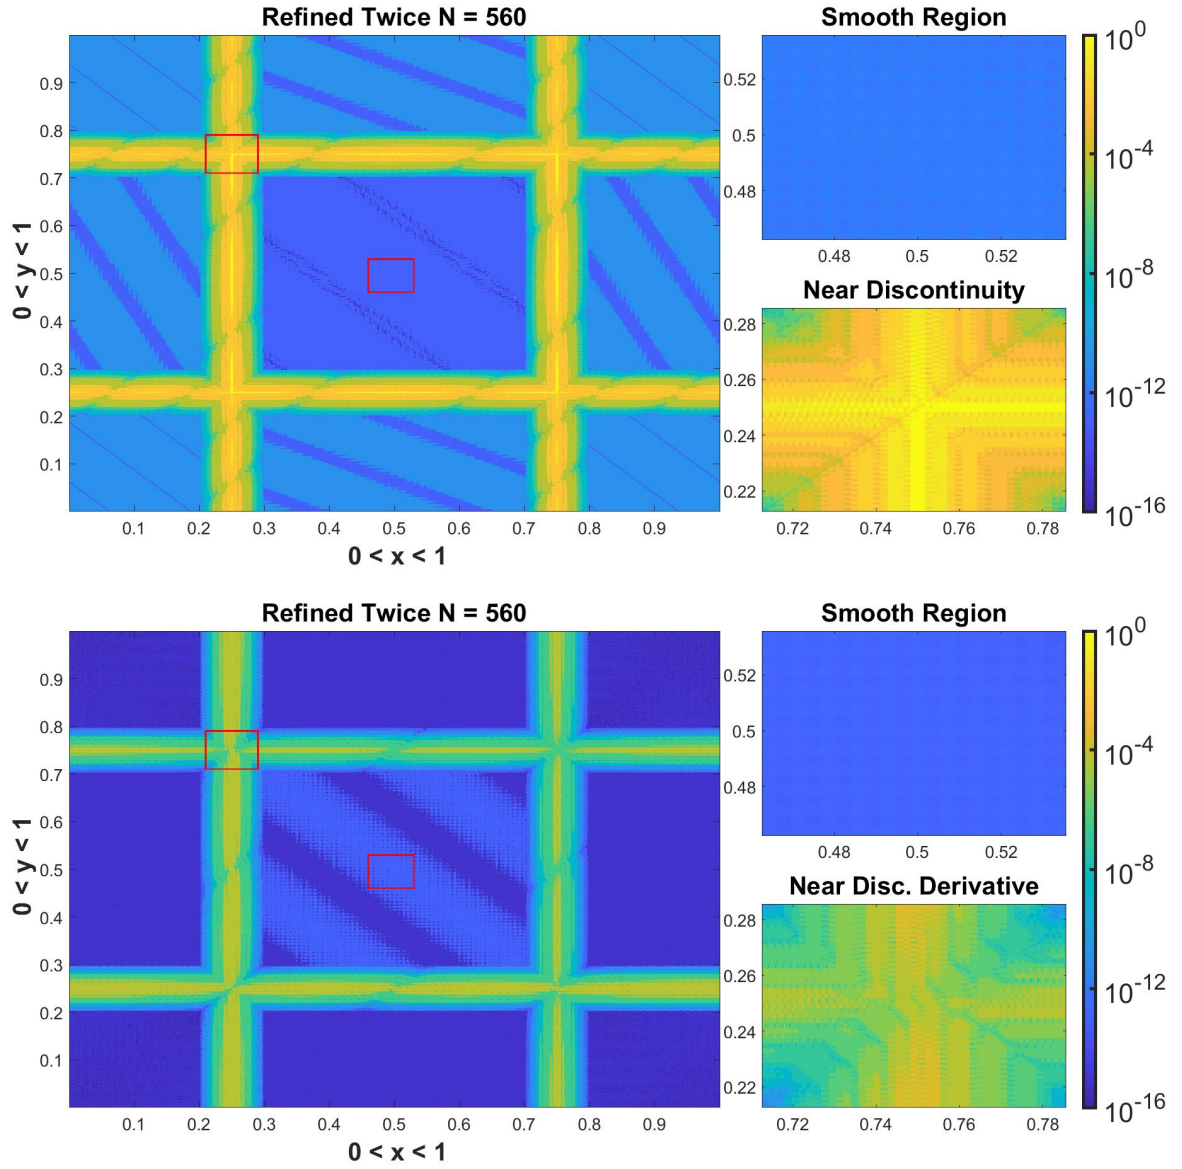 Refined Twice N = 560
0.9
0.8
0.7
0.6
0.5
0.4
0.3
0.2
0.1
0 < y < 1
0.1 0.2 0.3 0.4 0.5 0.6 0.7 0.8 0.9
0 < x < 1
Smooth Region
0.52
0.5
0.48
0.48 0.5 0.52
Near Discontinuity
0.28
0.26
0.24
0.22
0.72 0.74 0.76 0.78
10^0
10^-4
10^-8
10^-12
10^-16
Refined Twice N = 560
0.9
0.8
0.7
0.6
0.5
0.4
0.3
0.2
0.1
0 < y < 1
0.1 0.2 0.3 0.4 0.5 0.6 0.7 0.8 0.9
0 < x < 1
Smooth Region
0.52
0.5
0.48
0.48 0.5 0.52
Near Disc. Derivative
0.28
0.26
0.24
0.22
0.72 0.74 0.76 0.78
10^0
10^-4
10^-8
10^-12
10^-16